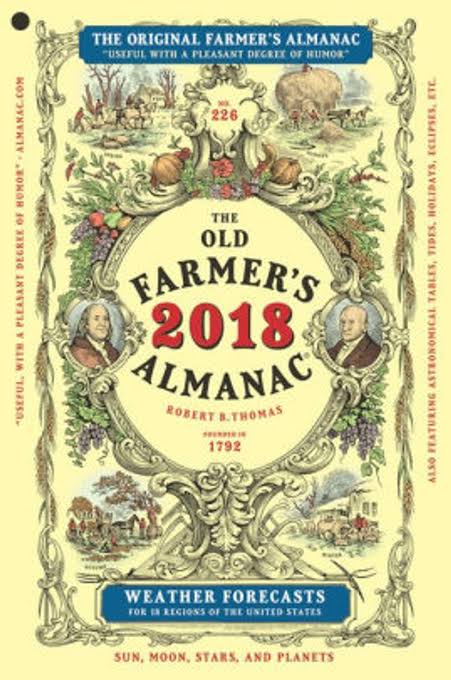 THE ORIGINAL FARMER'S ALMANAC
"USEFUL WITH A PLEASANT DEGREE OF HUMOR"
NO.
226
THE
OLD
FARMER'S
2018
ALMANAC
ROBERT B. THOMAS
FOUNDED IN
1792
WEATHER FORECASTS
FOR 18 REGIONS OF THE UNITED STATES
SUN, MOON, STARS, AND PLANETS
"USEFUL, WITH A PLEASANT DEGREE OF HUMOR" · ALMANAC.COM
ALSO FEATURING ASTRONOMICAL TABLES, TIDES, HOLIDAYS, ECLIPSES, ETC.